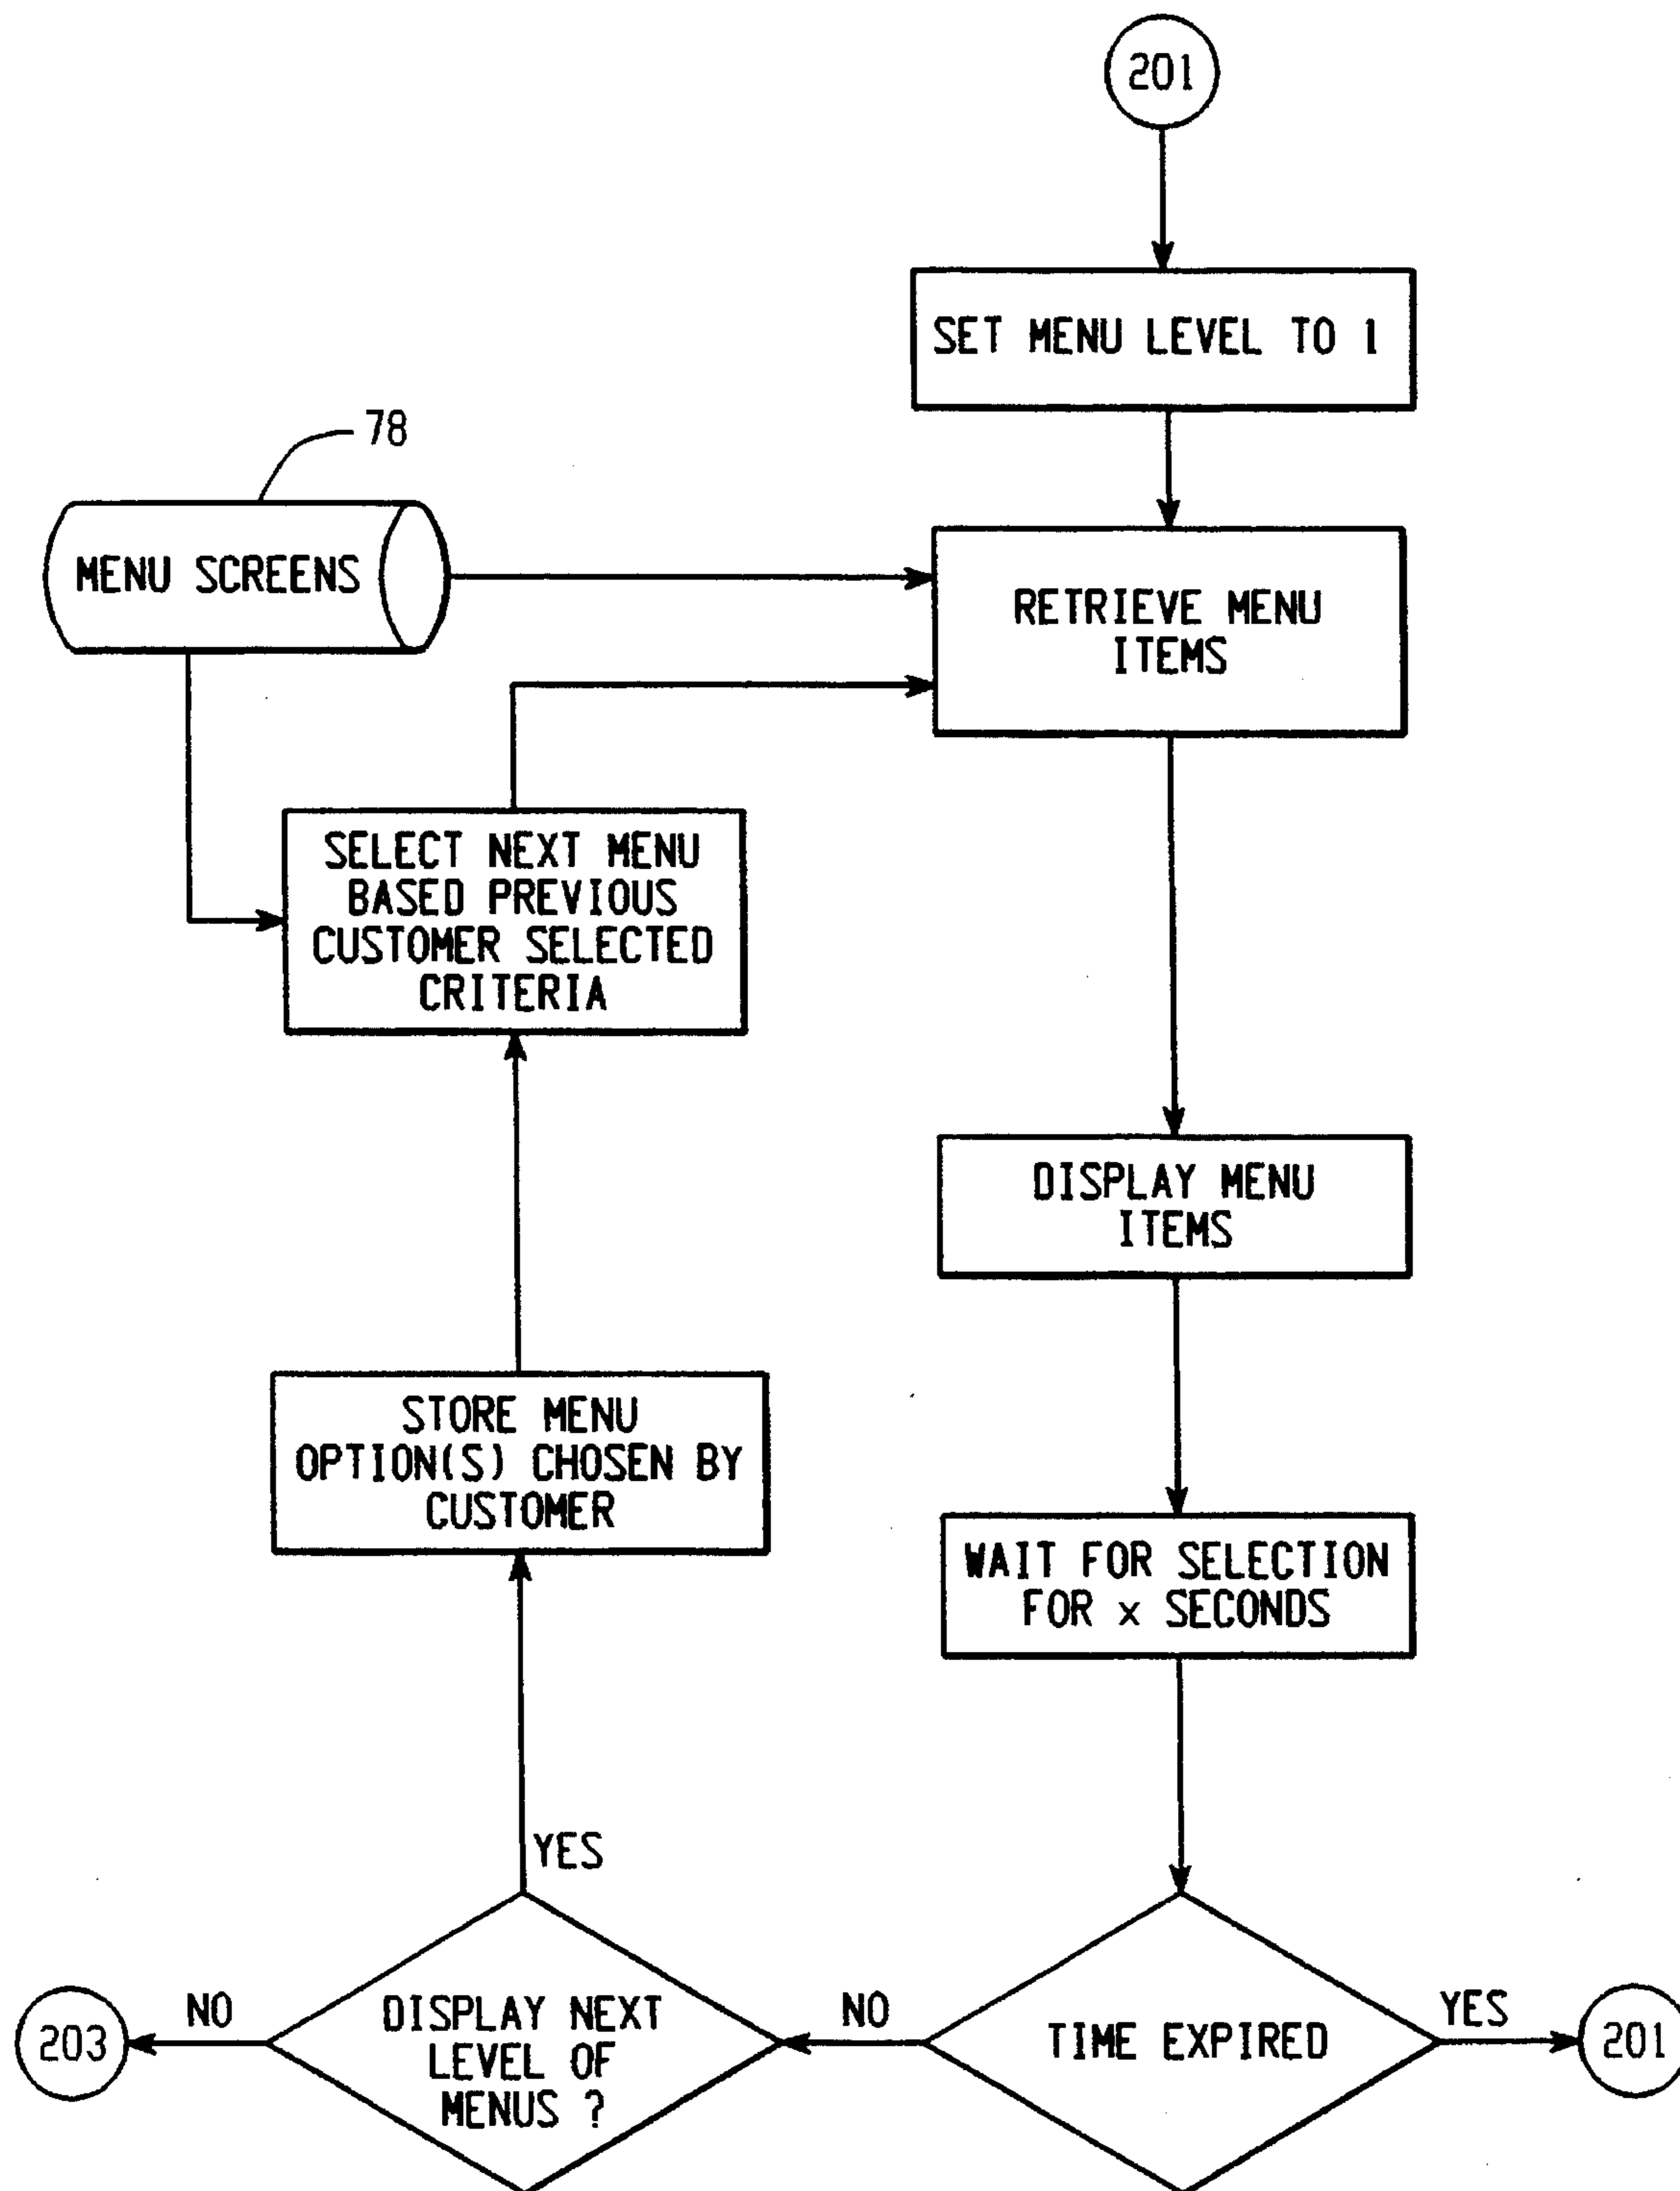 201
SET MENU LEVEL TO 1
78
MENU SCREENS
RETRIEVE MENU
ITEMS
SELECT NEXT MENU
BASED PREVIOUS
CUSTOMER SELECTED
CRITERIA
DISPLAY MENU
ITEMS
STORE MENU
OPTION(S) CHOSEN BY
CUSTOMER
WAIT FOR SELECTION
FOR x SECONDS
YES
203
NO
DISPLAY NEXT
LEVEL OF
MENUS ?
NO
TIME EXPIRED
YES
201